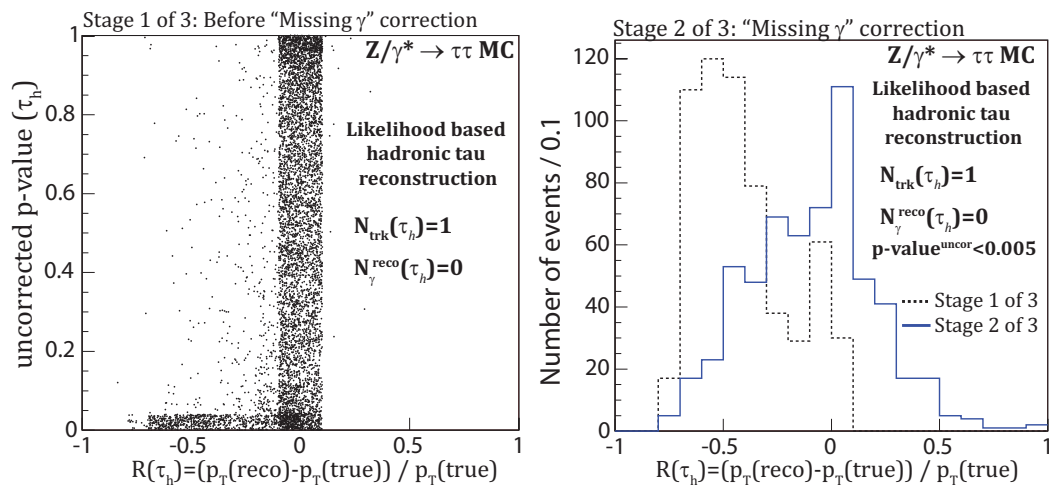 Stage 1 of 3: Before “Missing γ” correction
uncorrected p-value (τ_h)
1
0.8
0.6
0.4
0.2
0
Z/γ* → ττ MC
Likelihood based
hadronic tau
reconstruction
N_trk(τ_h)=1
N_γ^reco(τ_h)=0
-1
-0.5
0
0.5
1
R(τ_h)=(p_T(reco)-p_T(true)) / p_T(true)
Stage 2 of 3: “Missing γ” correction
Number of events / 0.1
120
100
80
60
40
20
0
Z/γ* → ττ MC
Likelihood based
hadronic tau
reconstruction
N_trk(τ_h)=1
N_γ^reco(τ_h)=0
p-value^uncor<0.005
Stage 1 of 3
Stage 2 of 3
-1
-0.5
0
0.5
1
R(τ_h)=(p_T(reco)-p_T(true)) / p_T(true)